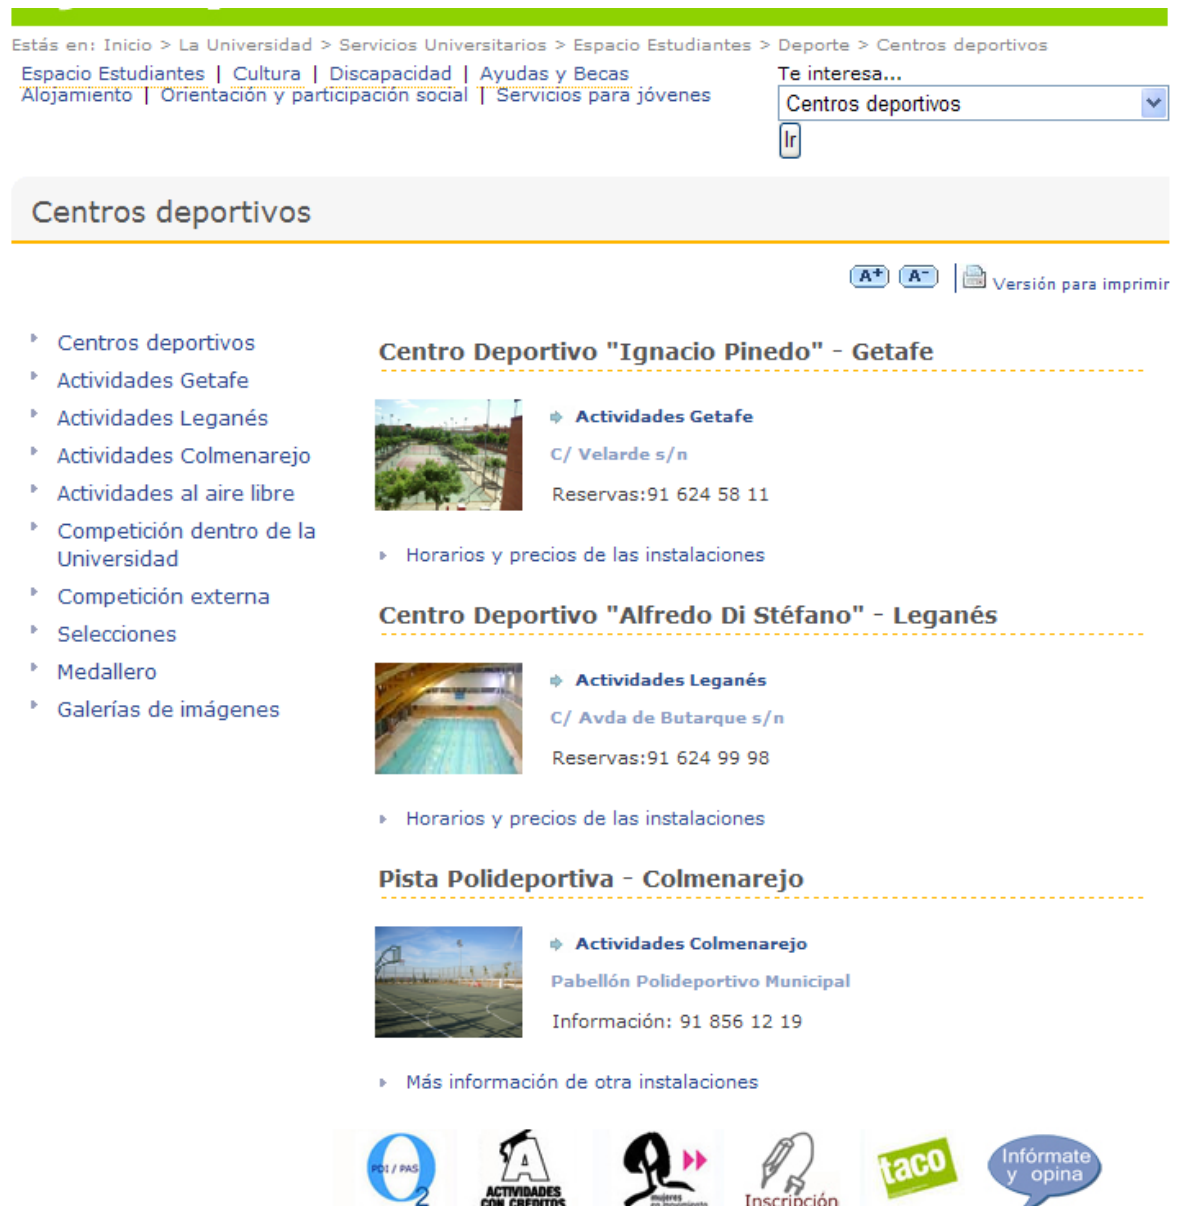 Estás en: Inicio > La Universidad > Servicios Universitarios > Espacio Estudiantes > Deporte > Centros deportivos
Espacio Estudiantes | Cultura | Discapacidad | Ayudas y Becas
Alojamiento | Orientación y participación social | Servicios para jóvenes
Te interesa...
Centros deportivos
Ir
Centros deportivos
A+ A- Versión para imprimir
Centros deportivos
Actividades Getafe
Actividades Leganés
Actividades Colmenarejo
Actividades al aire libre
Competición dentro de la
Universidad
Competición externa
Selecciones
Medallero
Galerías de imágenes
Centro Deportivo "Ignacio Pinedo" - Getafe
Actividades Getafe
C/ Velarde s/n
Reservas:91 624 58 11
Horarios y precios de las instalaciones
Centro Deportivo "Alfredo Di Stéfano" - Leganés
Actividades Leganés
C/ Avda de Butarque s/n
Reservas:91 624 99 98
Horarios y precios de las instalaciones
Pista Polideportiva - Colmenarejo
Actividades Colmenarejo
Pabellón Polideportivo Municipal
Información: 91 856 12 19
Más información de otra instalaciones
PDI / PAS
O2
A
ACTIVIDADES
CON CREDITOS
mujeres
en movimiento
Inscripción
taco
Infórmate
y opina